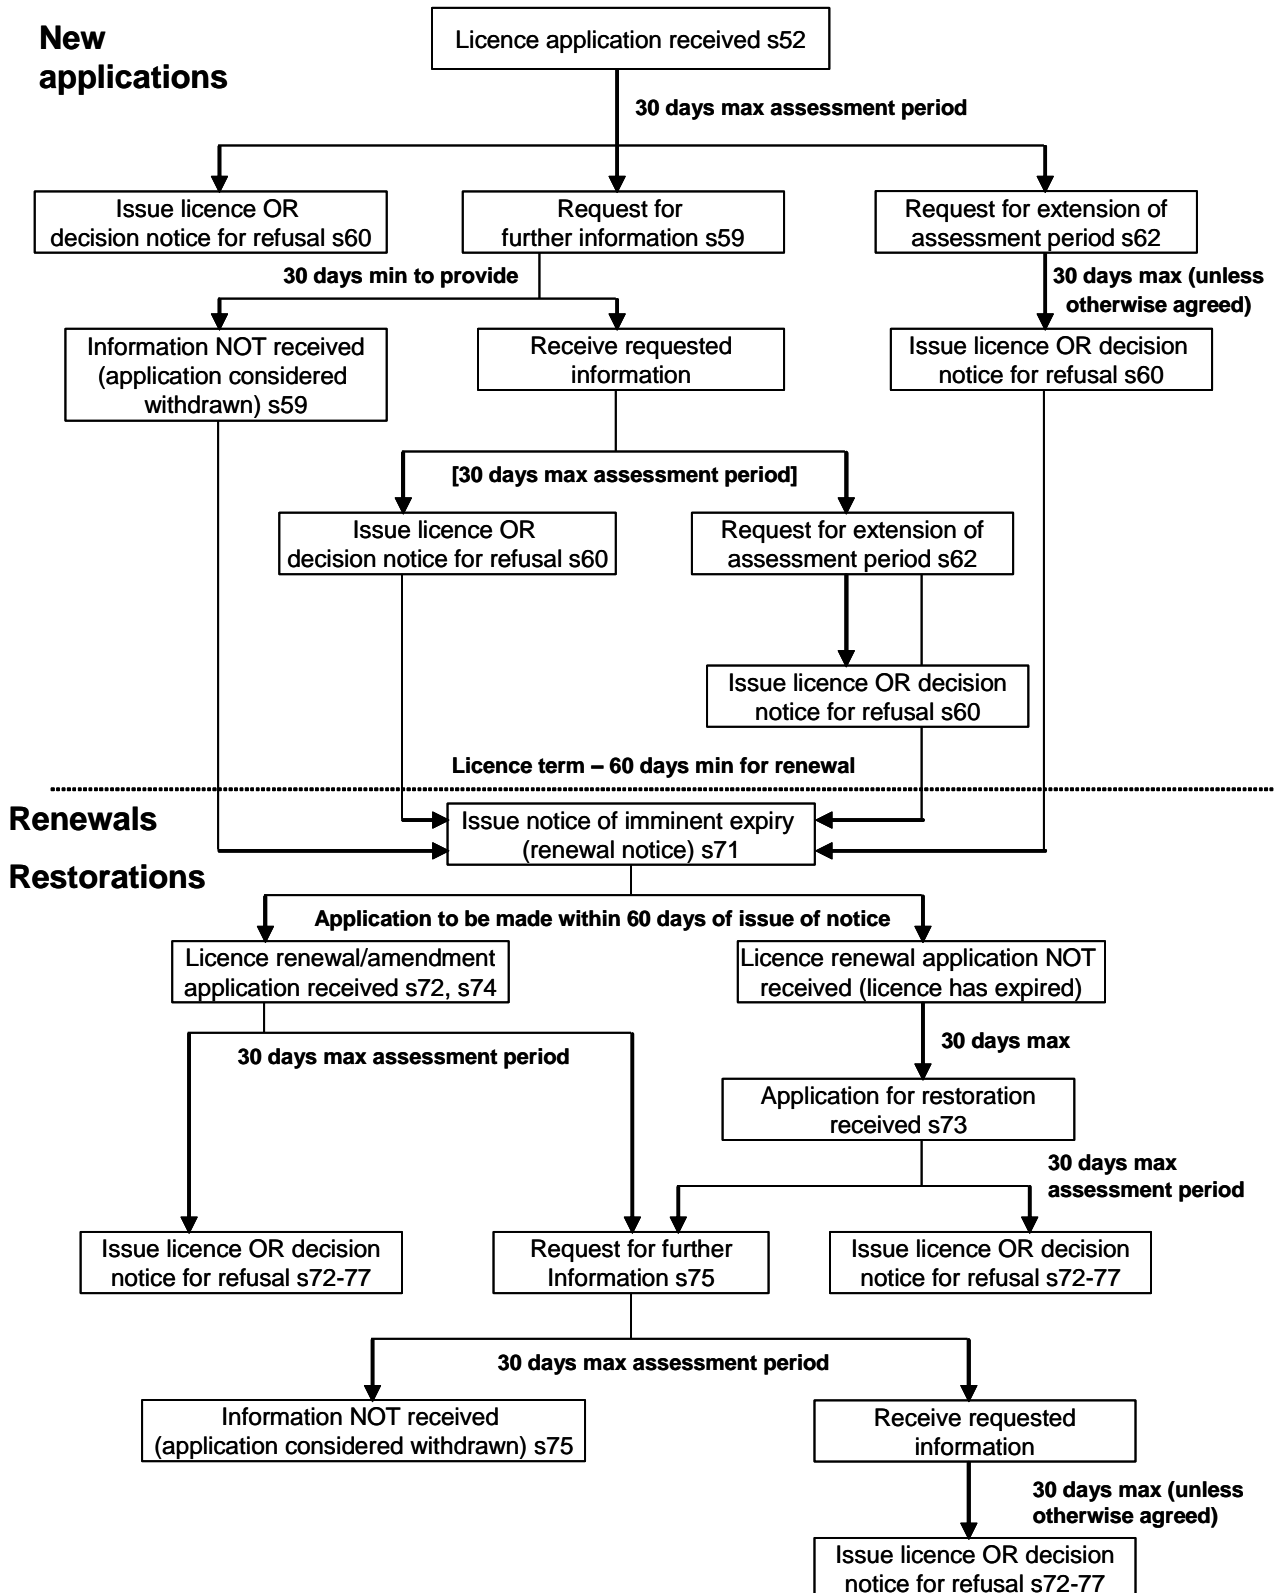 New
applications
Licence application received s52
30 days max assessment period
Issue licence OR
decision notice for refusal s60
Request for
further information s59
Request for extension of
assessment period s62
30 days min to provide
30 days max (unless
otherwise agreed)
Information NOT received
(application considered
withdrawn) s59
Receive requested
information
Issue licence OR decision
notice for refusal s60
[30 days max assessment period]
Issue licence OR
decision notice for refusal s60
Request for extension of
assessment period s62
Issue licence OR decision
notice for refusal s60
Licence term – 60 days min for renewal
Renewals
Restorations
Issue notice of imminent expiry
(renewal notice) s71
Application to be made within 60 days of issue of notice
Licence renewal/amendment
application received s72, s74
Licence renewal application NOT
received (licence has expired)
30 days max assessment period
30 days max
Application for restoration
received s73
30 days max
assessment period
Issue licence OR decision
notice for refusal s72-77
Request for further
Information s75
Issue licence OR decision
notice for refusal s72-77
30 days max assessment period
Information NOT received
(application considered withdrawn) s75
Receive requested
information
30 days max (unless
otherwise agreed)
Issue licence OR decision
notice for refusal s72-77